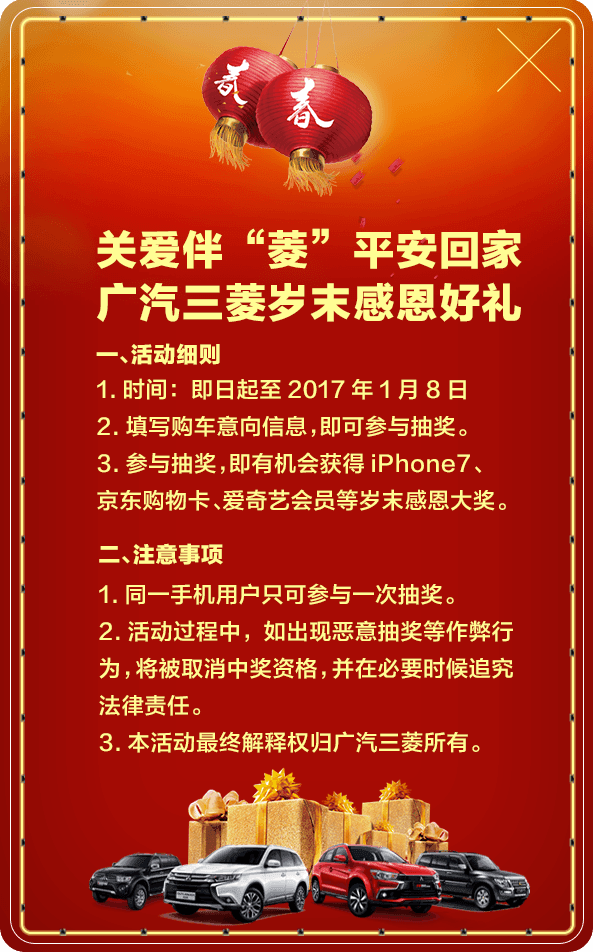 春
春
关爱伴“菱”平安回家
广汽三菱岁末感恩好礼
一、活动细则
1. 时间：即日起至 2017 年 1 月 8 日
2. 填写购车意向信息，即可参与抽奖。
3. 参与抽奖，即有机会获得 iPhone7、
京东购物卡、爱奇艺会员等岁末感恩大奖。
二、注意事项
1. 同一手机用户只可参与一次抽奖。
2. 活动过程中，如出现恶意抽奖等作弊行
为，将被取消中奖资格，并在必要时候追究
法律责任。
3. 本活动最终解释权归广汽三菱所有。